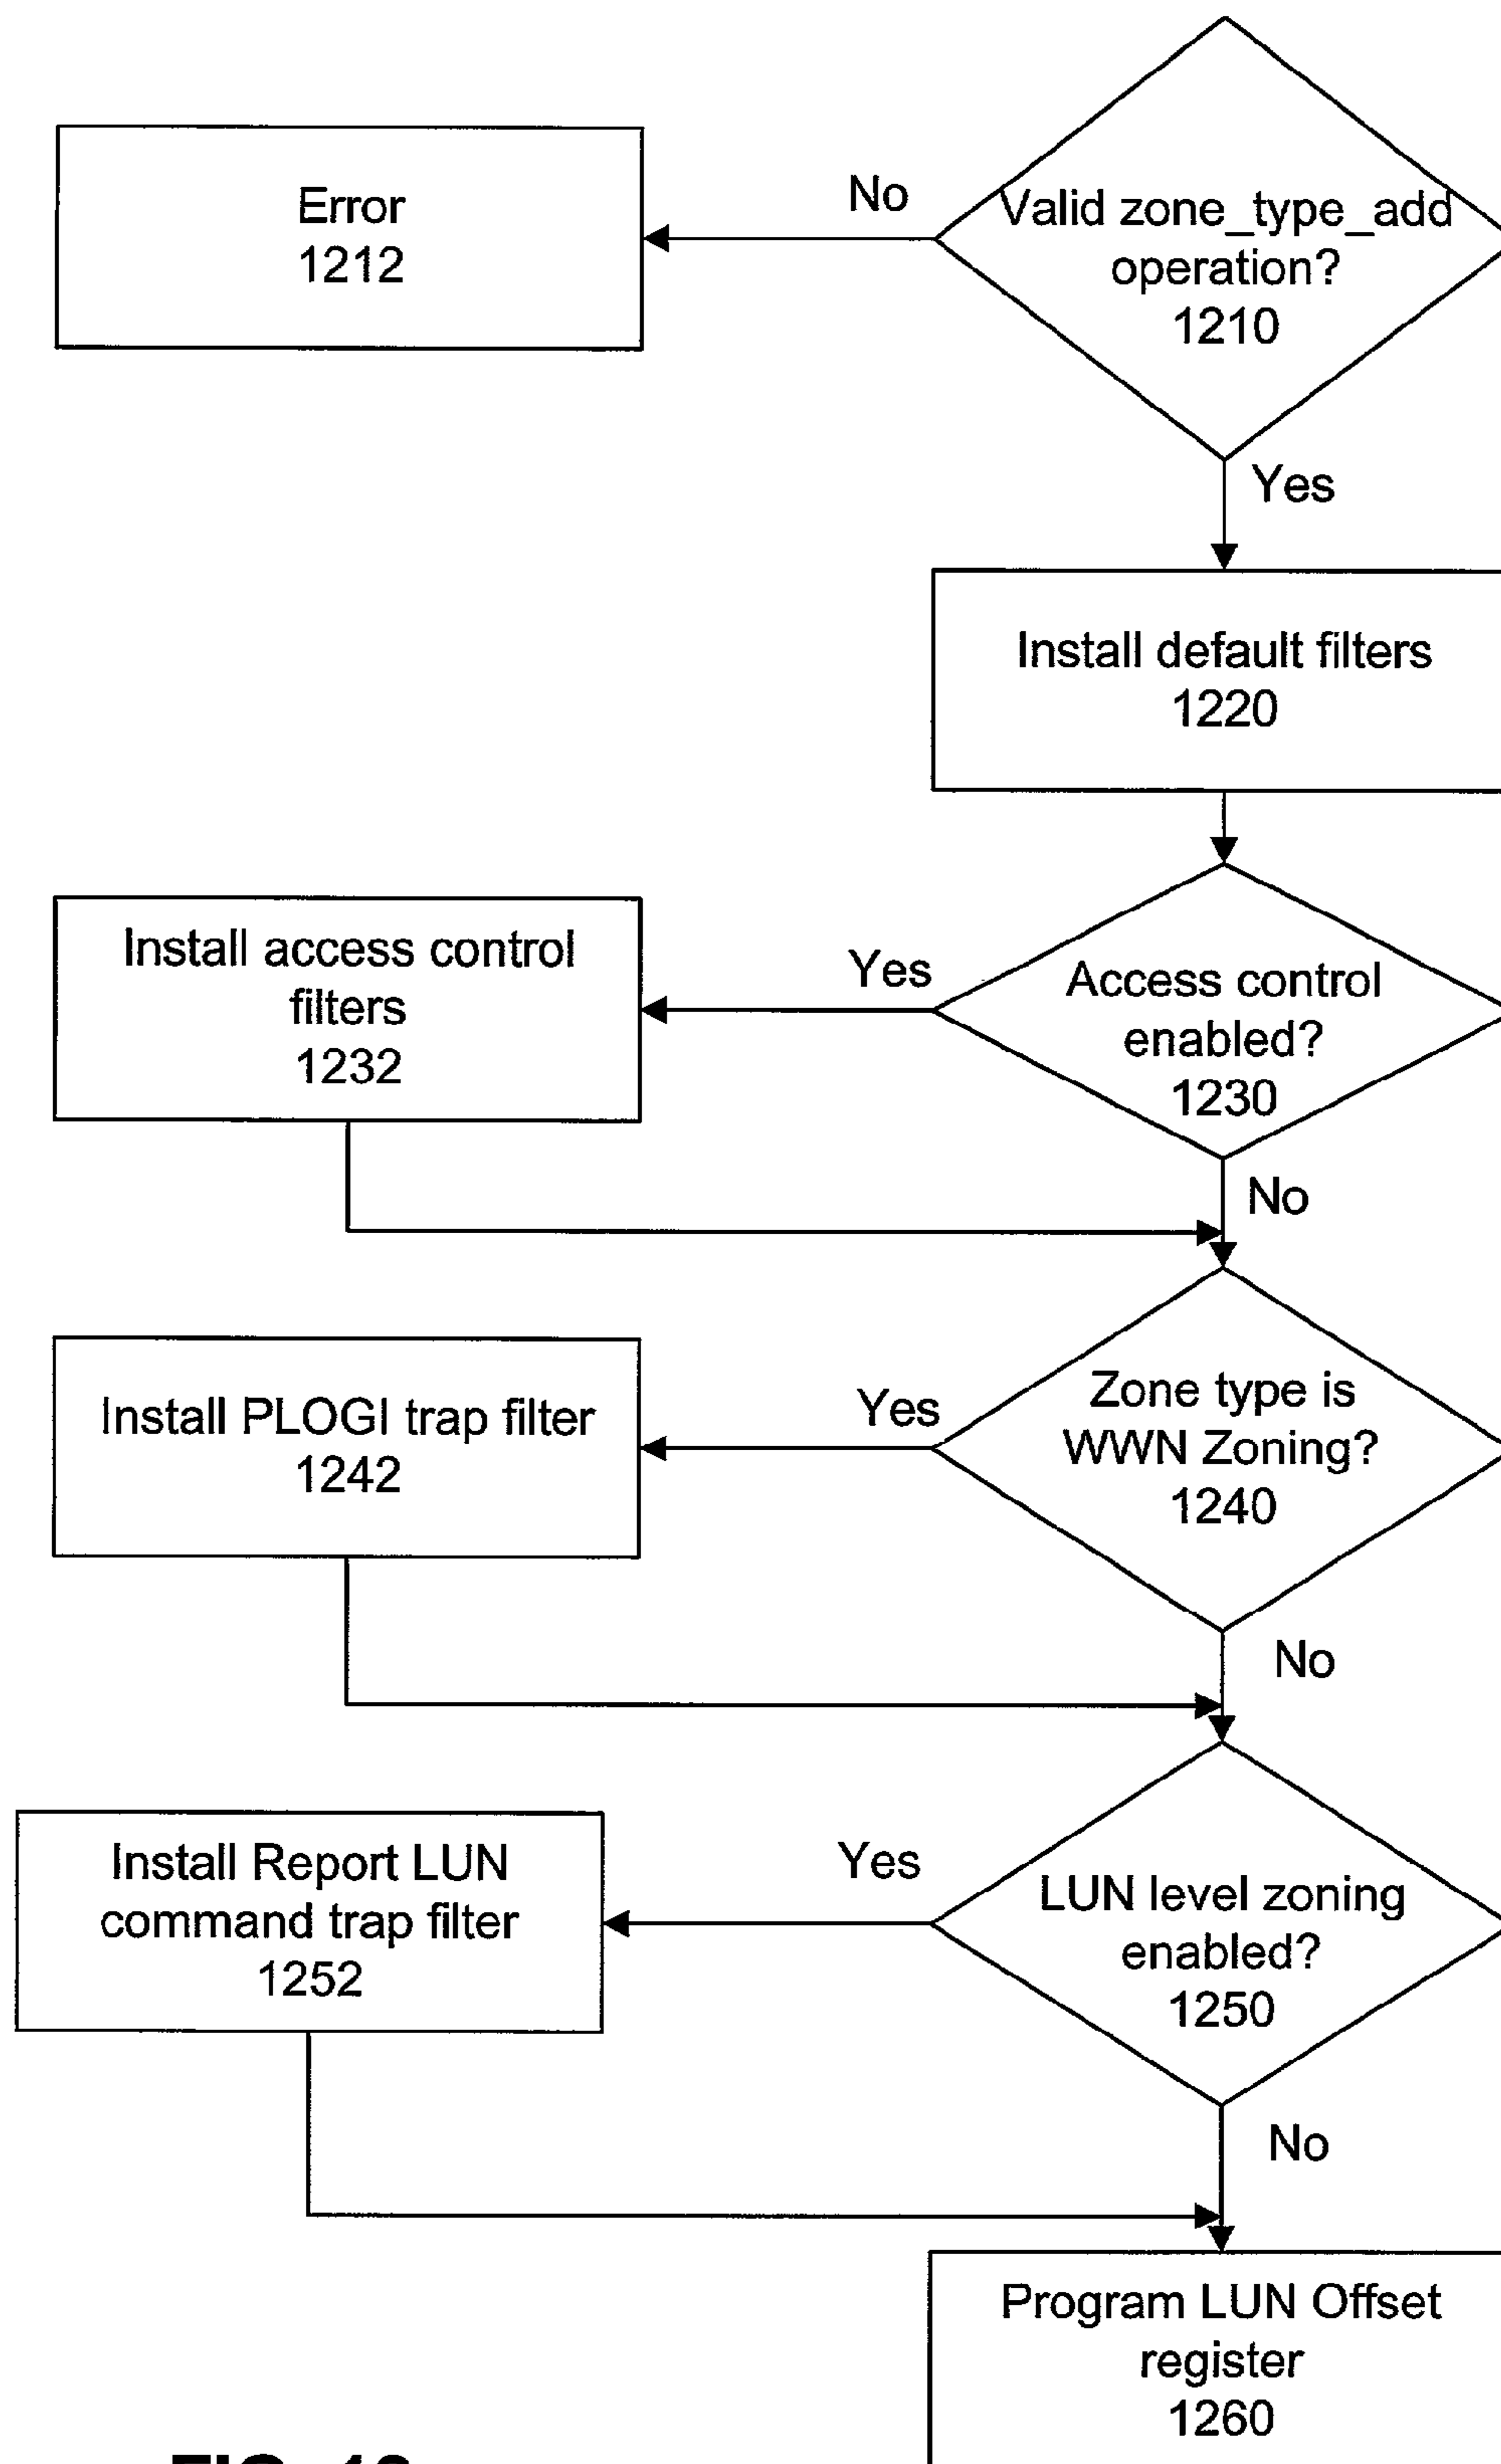 Valid zone_type_add
operation?
1210
No
Error
1212
Yes
Install default filters
1220
Access control
enabled?
1230
Yes
Install access control
filters
1232
No
Zone type is
WWN Zoning?
1240
Yes
Install PLOGI trap filter
1242
No
LUN level zoning
enabled?
1250
Yes
Install Report LUN
command trap filter
1252
No
Program LUN Offset
register
1260
FIG.